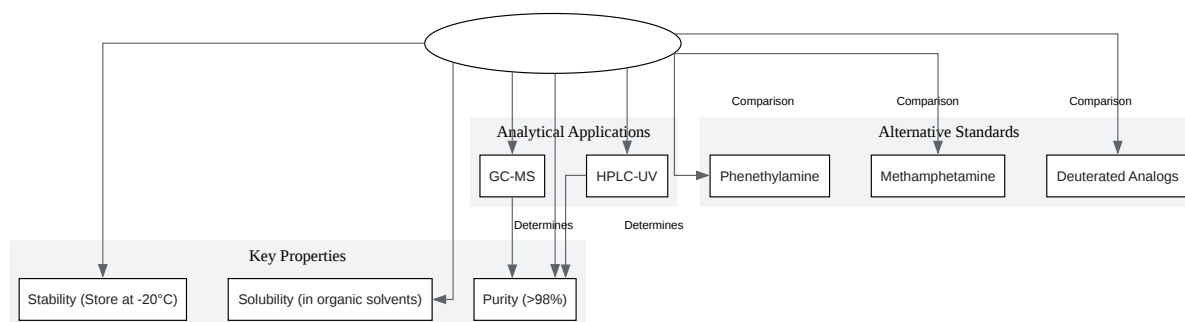 Comparison
Comparison
Comparison
Analytical Applications
Alternative Standards
GC-MS
HPLC-UV
Phenethylamine
Methamphetamine
Deuterated Analogs
Determines
Determines
Key Properties
Stability (Store at -20°C)
Solubility (in organic solvents)
Purity (>98%)